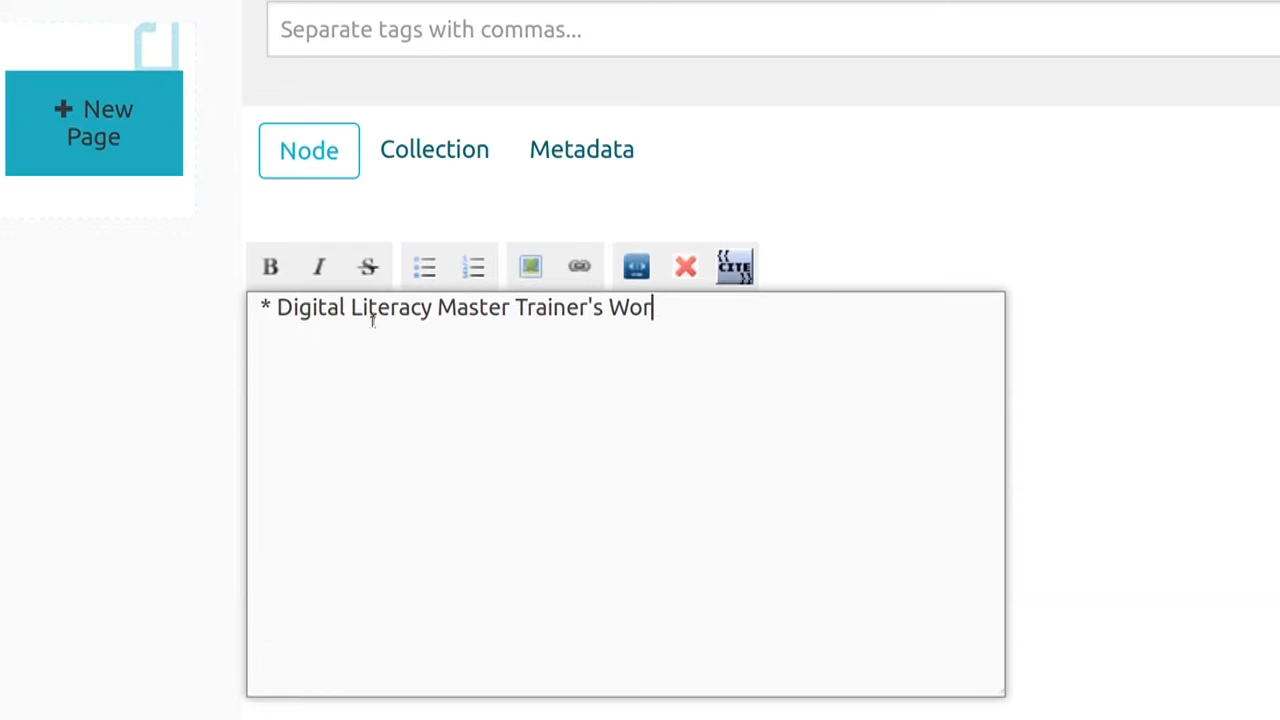 Separate tags with commas...
✚ New
Page
Node Collection Metadata
B I S {{ CITE }}
* Digital Literacy Master Trainer's Wor